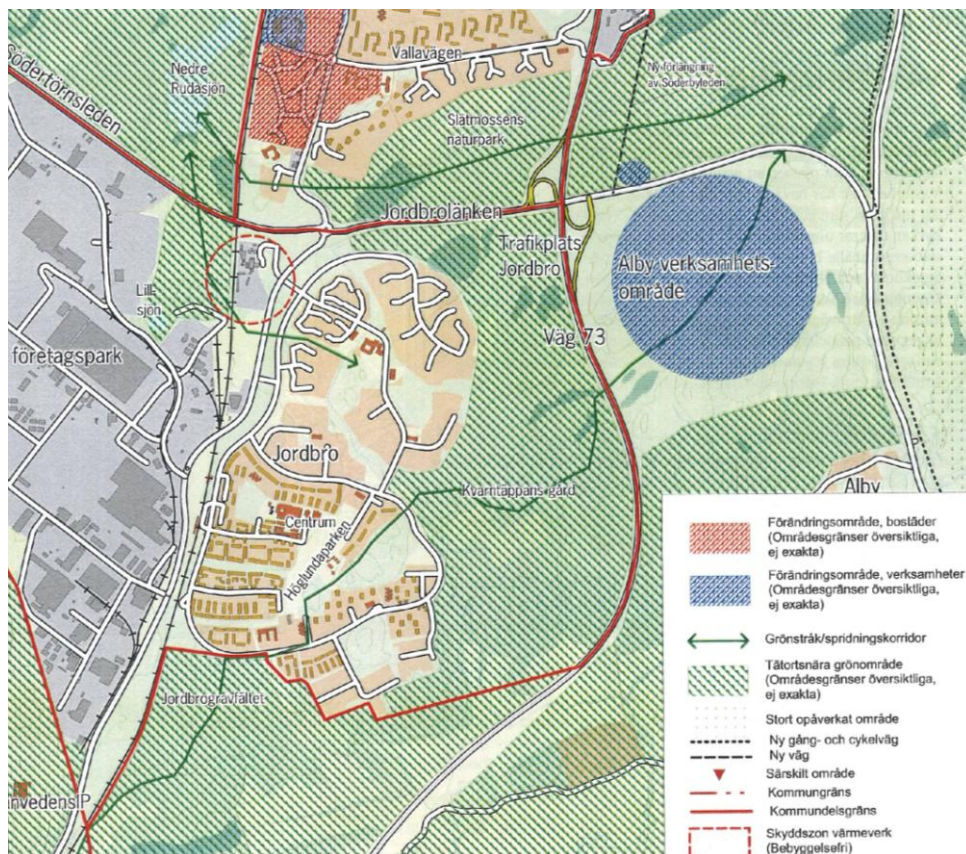 Södertörnsleden
Nedre
Rudasjön
Vallavägen
Slätmossens
naturpark
Ny förlängning
av Söderbyleden
Jordbrolänken
Trafikplats
Jordbro
Alby verksamhets-
område
Lill-
sjön
företagspark
Väg 73
Jordbro
Kvarntäppans gård
Centrum
Höglundaparken
Alby
Jordbrogravfältet
anvedensIP
Förändringsområde, bostäder
(Områdesgränser översiktliga,
ej exakta)
Förändringsområde, verksamheter
(Områdesgränser översiktliga,
ej exakta)
Grönstråk/spridningskorridor
Tätortsnära grönområde
(Områdesgränser översiktliga,
ej exakta)
Stort opåverkat område
Ny gång- och cykelväg
Ny väg
Särskilt område
Kommungräns
Kommundelsgräns
Skyddszon värmeverk
(Bebyggelsefri)